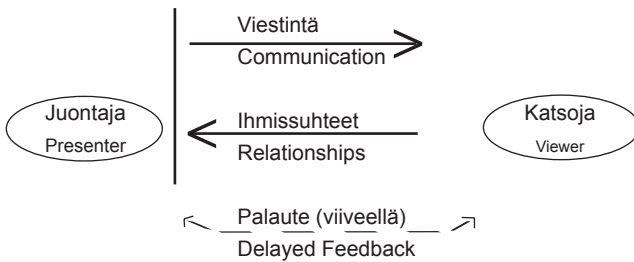 Viestintä
Communication
Juontaja
Presenter
Ihmissuhteet
Relationships
Katsoja
Viewer
Palaute (viiveellä)
Delayed Feedback